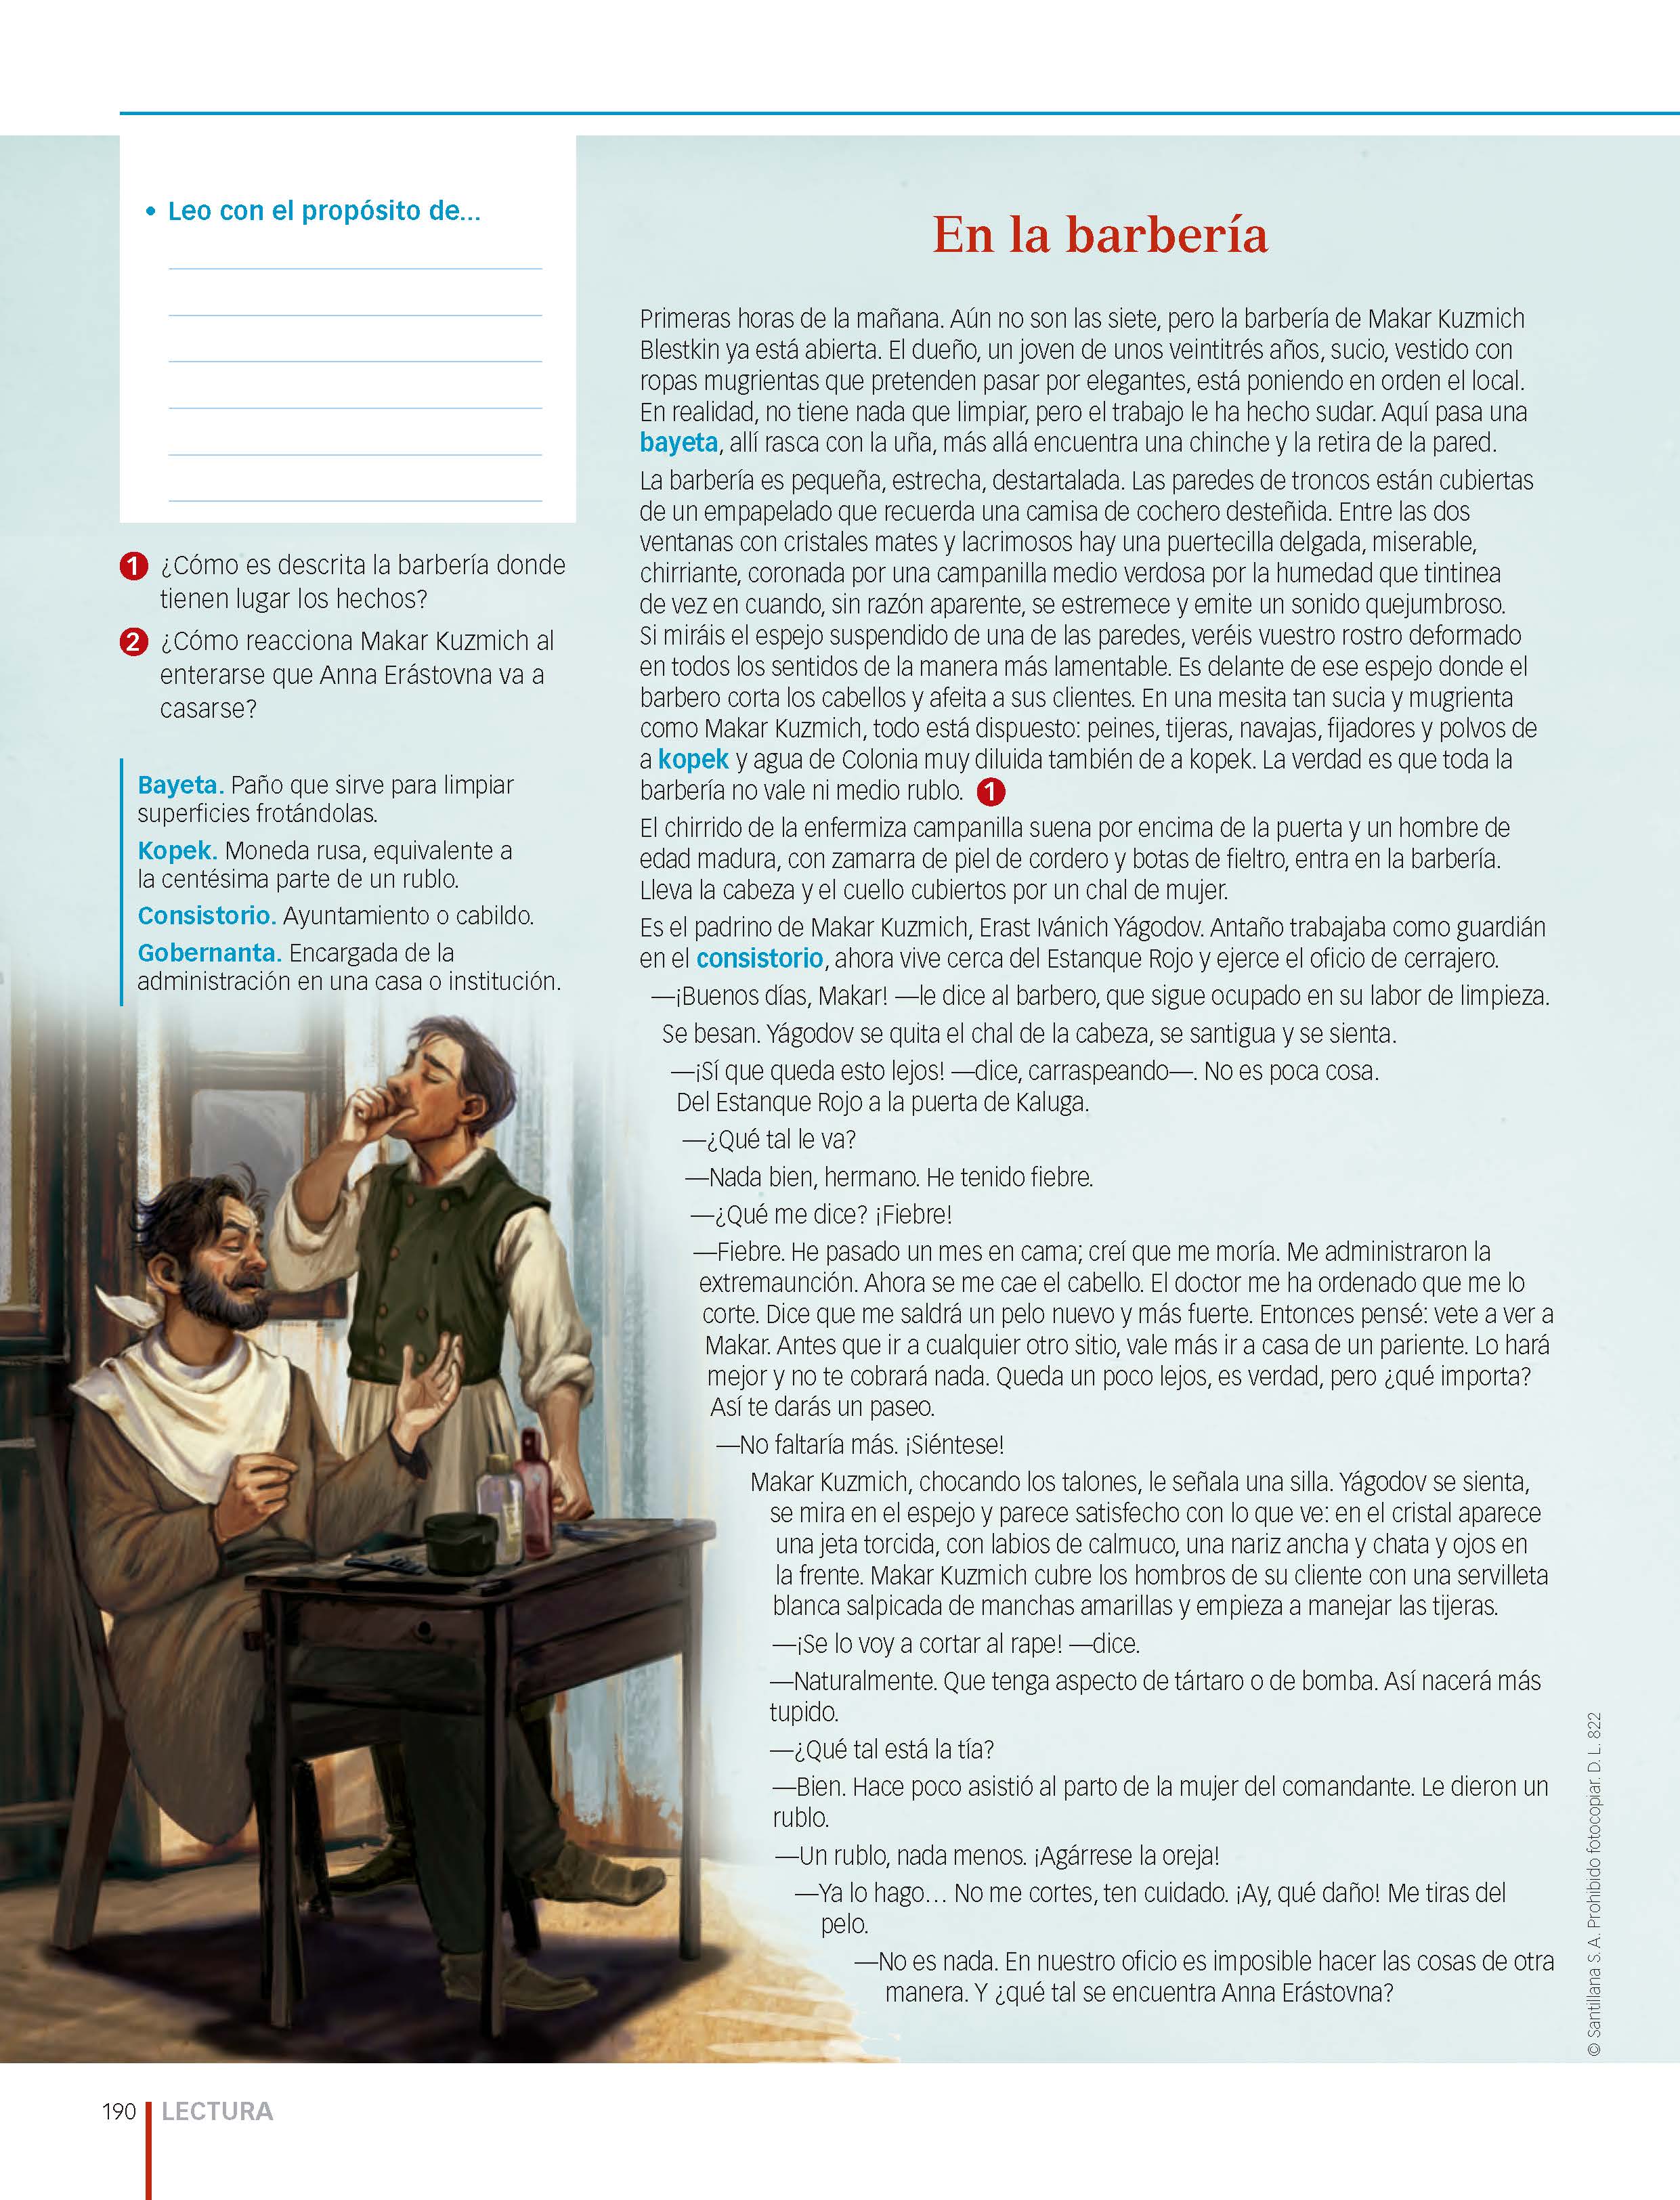 • Leo con el propósito de...
1 ¿Cómo es descrita la barbería donde
tienen lugar los hechos?
2 ¿Cómo reacciona Makar Kuzmich al
enterarse que Anna Erástovna va a
casarse?
Bayeta. Paño que sirve para limpiar
superficies frotándolas.
Kopek. Moneda rusa, equivalente a
la centésima parte de un rublo.
Consistorio. Ayuntamiento o cabildo.
Gobernanta. Encargada de la
administración en una casa o institución.
En la barbería
Primeras horas de la mañana. Aún no son las siete, pero la barbería de Makar Kuzmich
Blestkin ya está abierta. El dueño, un joven de unos veintitrés años, sucio, vestido con
ropas mugrientas que pretenden pasar por elegantes, está poniendo en orden el local.
En realidad, no tiene nada que limpiar, pero el trabajo le ha hecho sudar. Aquí pasa una
bayeta, allí rasca con la uña, más allá encuentra una chinche y la retira de la pared.
La barbería es pequeña, estrecha, destartalada. Las paredes de troncos están cubiertas
de un empapelado que recuerda una camisa de cochero desteñida. Entre las dos
ventanas con cristales mates y lacrimosos hay una puertecilla delgada, miserable,
chirriante, coronada por una campanilla medio verdosa por la humedad que tintinea
de vez en cuando, sin razón aparente, se estremece y emite un sonido quejumbroso.
Si miráis el espejo suspendido de una de las paredes, veréis vuestro rostro deformado
en todos los sentidos de la manera más lamentable. Es delante de ese espejo donde el
barbero corta los cabellos y afeita a sus clientes. En una mesita tan sucia y mugrienta
como Makar Kuzmich, todo está dispuesto: peines, tijeras, navajas, fijadores y polvos de
a kopek y agua de Colonia muy diluida también de a kopek. La verdad es que toda la
barbería no vale ni medio rublo. 1
El chirrido de la enfermiza campanilla suena por encima de la puerta y un hombre de
edad madura, con zamarra de piel de cordero y botas de fieltro, entra en la barbería.
Lleva la cabeza y el cuello cubiertos por un chal de mujer.
Es el padrino de Makar Kuzmich, Erast Ivánich Yágodov. Antaño trabajaba como guardián
en el consistorio, ahora vive cerca del Estanque Rojo y ejerce el oficio de cerrajero.
—¡Buenos días, Makar! —le dice al barbero, que sigue ocupado en su labor de limpieza.
Se besan. Yágodov se quita el chal de la cabeza, se santigua y se sienta.
—¡Sí que queda esto lejos! —dice, carraspeando—. No es poca cosa.
Del Estanque Rojo a la puerta de Kaluga.
—¿Qué tal le va?
—Nada bien, hermano. He tenido fiebre.
—¿Qué me dice? ¡Fiebre!
—Fiebre. He pasado un mes en cama; creí que me moría. Me administraron la
extremaunción. Ahora se me cae el cabello. El doctor me ha ordenado que me lo
corte. Dice que me saldrá un pelo nuevo y más fuerte. Entonces pensé: vete a ver a
Makar. Antes que ir a cualquier otro sitio, vale más ir a casa de un pariente. Lo hará
mejor y no te cobrará nada. Queda un poco lejos, es verdad, pero ¿qué importa?
Así te darás un paseo.
—No faltaría más. ¡Siéntese!
Makar Kuzmich, chocando los talones, le señala una silla. Yágodov se sienta,
se mira en el espejo y parece satisfecho con lo que ve: en el cristal aparece
una jeta torcida, con labios de calmuco, una nariz ancha y chata y ojos en
la frente. Makar Kuzmich cubre los hombros de su cliente con una servilleta
blanca salpicada de manchas amarillas y empieza a manejar las tijeras.
—¡Se lo voy a cortar al rape! —dice.
—Naturalmente. Que tenga aspecto de tártaro o de bomba. Así nacerá más
tupido.
—¿Qué tal está la tía?
—Bien. Hace poco asistió al parto de la mujer del comandante. Le dieron un
rublo.
—Un rublo, nada menos. ¡Agárrese la oreja!
—Ya lo hago… No me cortes, ten cuidado. ¡Ay, qué daño! Me tiras del
pelo.
—No es nada. En nuestro oficio es imposible hacer las cosas de otra
manera. Y ¿qué tal se encuentra Anna Erástovna?
© Santillana S. A. Prohibido fotocopiar. D. L. 822
190 LECTURA